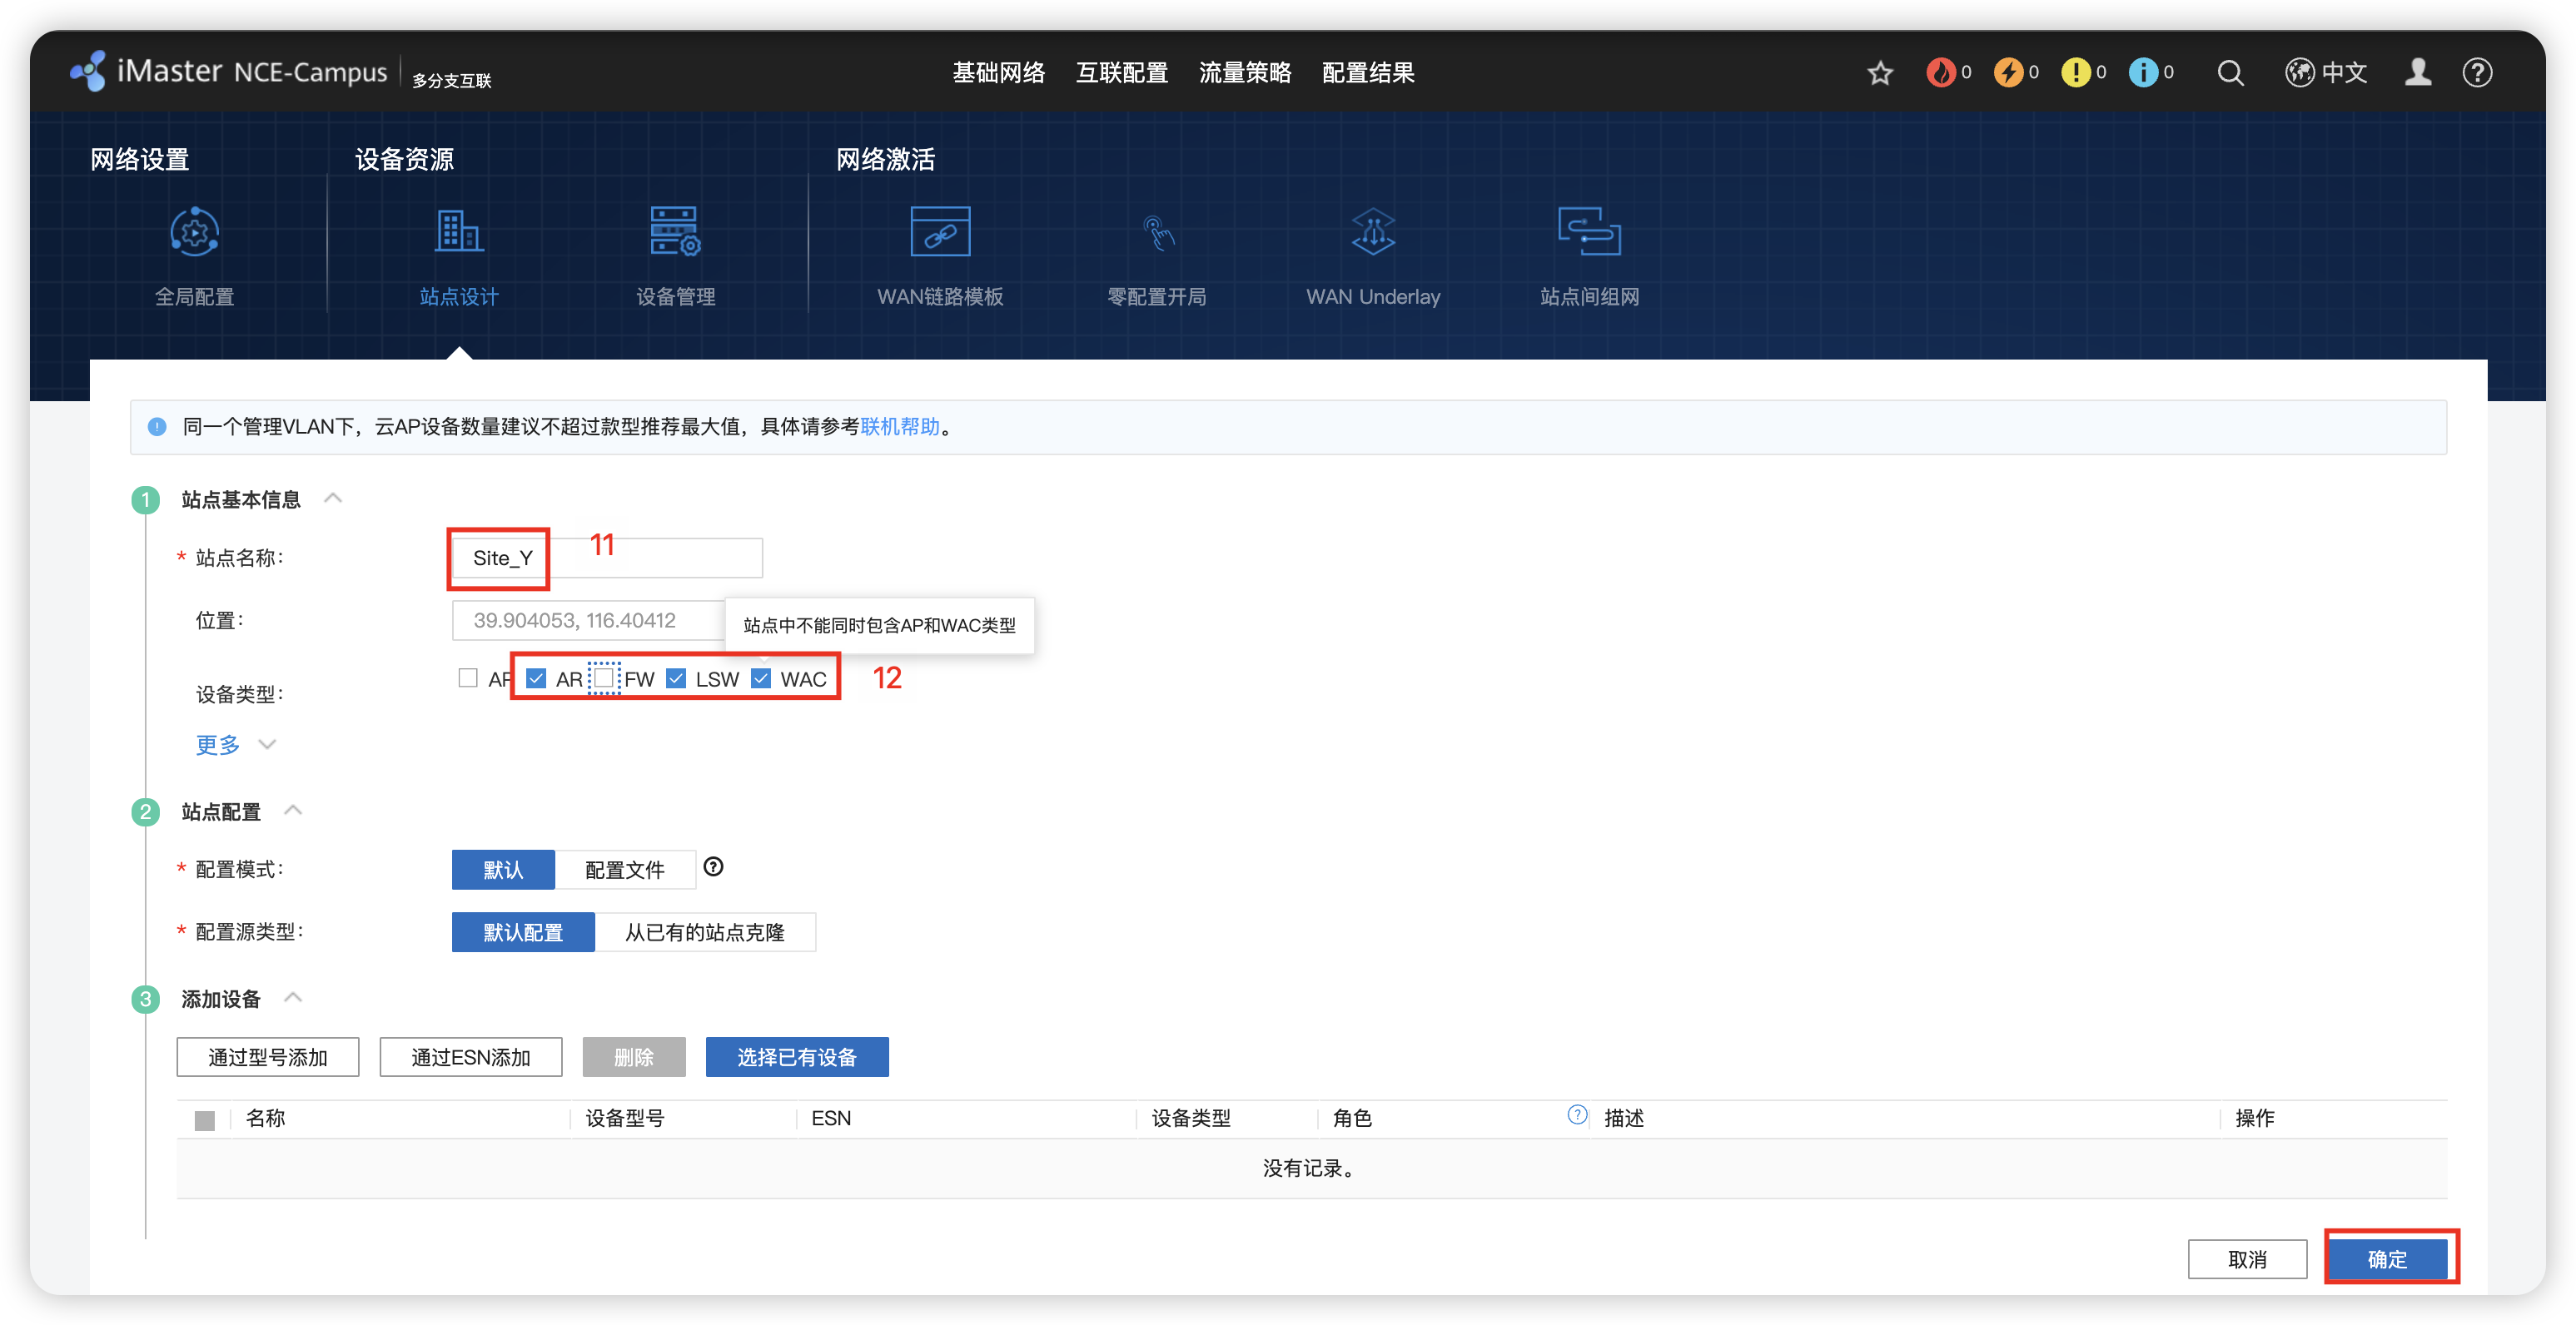 iMaster NCE-Campus 多分支互联 基础网络 互联配置 流量策略 配置结果 0 0 0 0 中文
网络设置 设备资源 网络激活
全局配置 站点设计 设备管理 WAN链路模板 零配置开局 WAN Underlay 站点间组网
同一个管理VLAN下，云AP设备数量建议不超过款型推荐最大值，具体请参考联机帮助。
1 站点基本信息
* 站点名称: Site_Y 11
位置: 39.904053, 116.40412
站点中不能同时包含AP和WAC类型
设备类型: AP AR FW LSW WAC 12
更多
2 站点配置
* 配置模式: 默认 配置文件
* 配置源类型: 默认配置 从已有的站点克隆
3 添加设备
通过型号添加 通过ESN添加 删除 选择已有设备
名称 设备型号 ESN 设备类型 角色 描述 操作
没有记录。
取消 确定